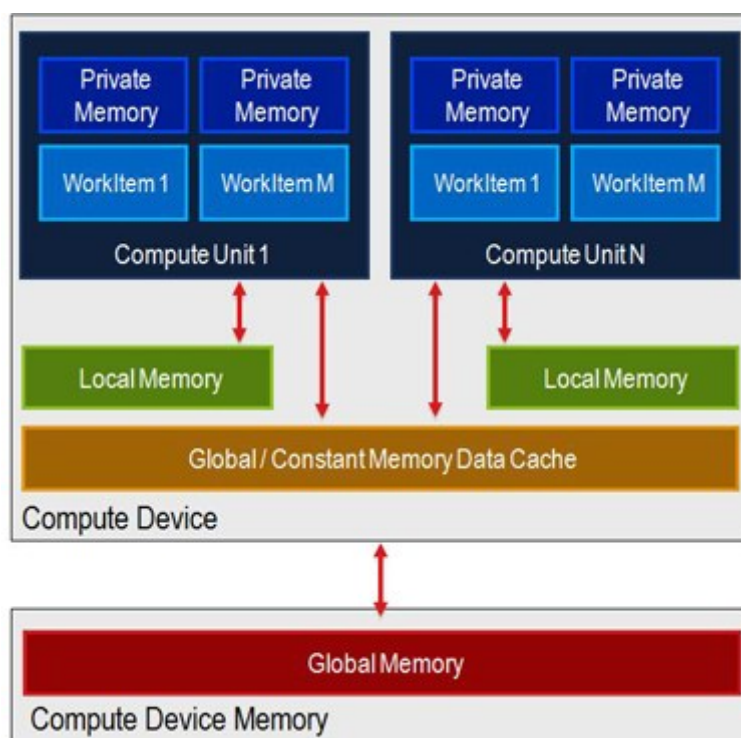 Private Memory
Private Memory
Private Memory
Private Memory
WorkItem 1
WorkItem M
WorkItem 1
WorkItem M
Compute Unit 1
Compute Unit N
Local Memory
Local Memory
Global / Constant Memory Data Cache
Compute Device
Global Memory
Compute Device Memory